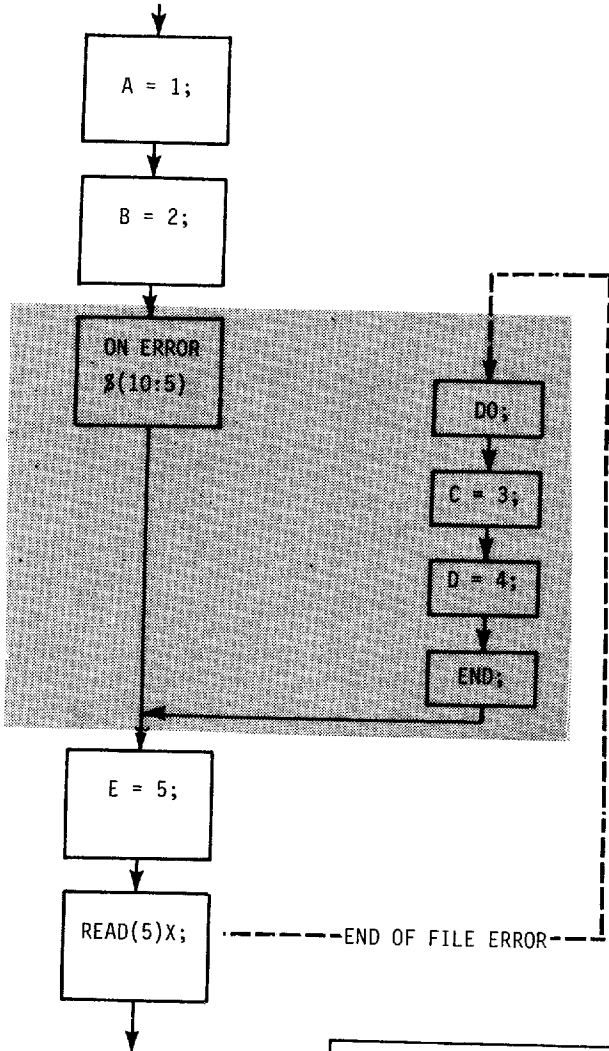 A = 1;
B = 2;
ON ERROR
$(10:5)
DO;
C = 3;
D = 4;
END;
E = 5;
READ(5)X;
END OF FILE ERROR